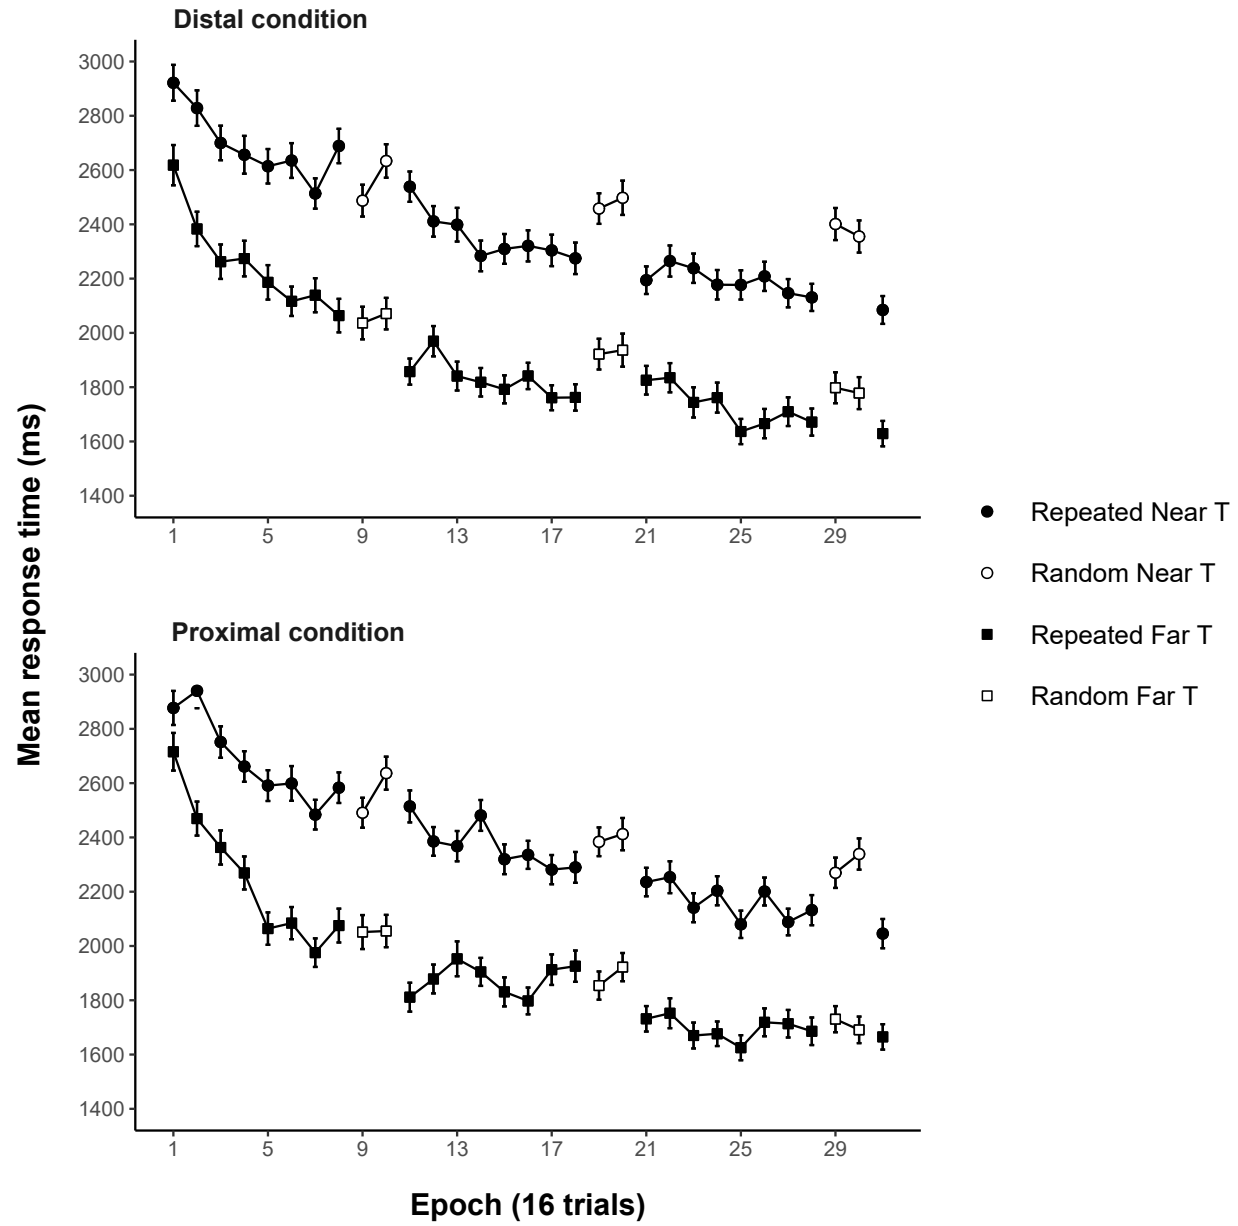 Distal condition
3000
2800
2600
2400
2200
2000
1800
1600
1400
1 5 9 13 17 21 25 29
Mean response time (ms)
Repeated Near T
Random Near T
Repeated Far T
Random Far T
Proximal condition
3000
2800
2600
2400
2200
2000
1800
1600
1400
1 5 9 13 17 21 25 29
Epoch (16 trials)